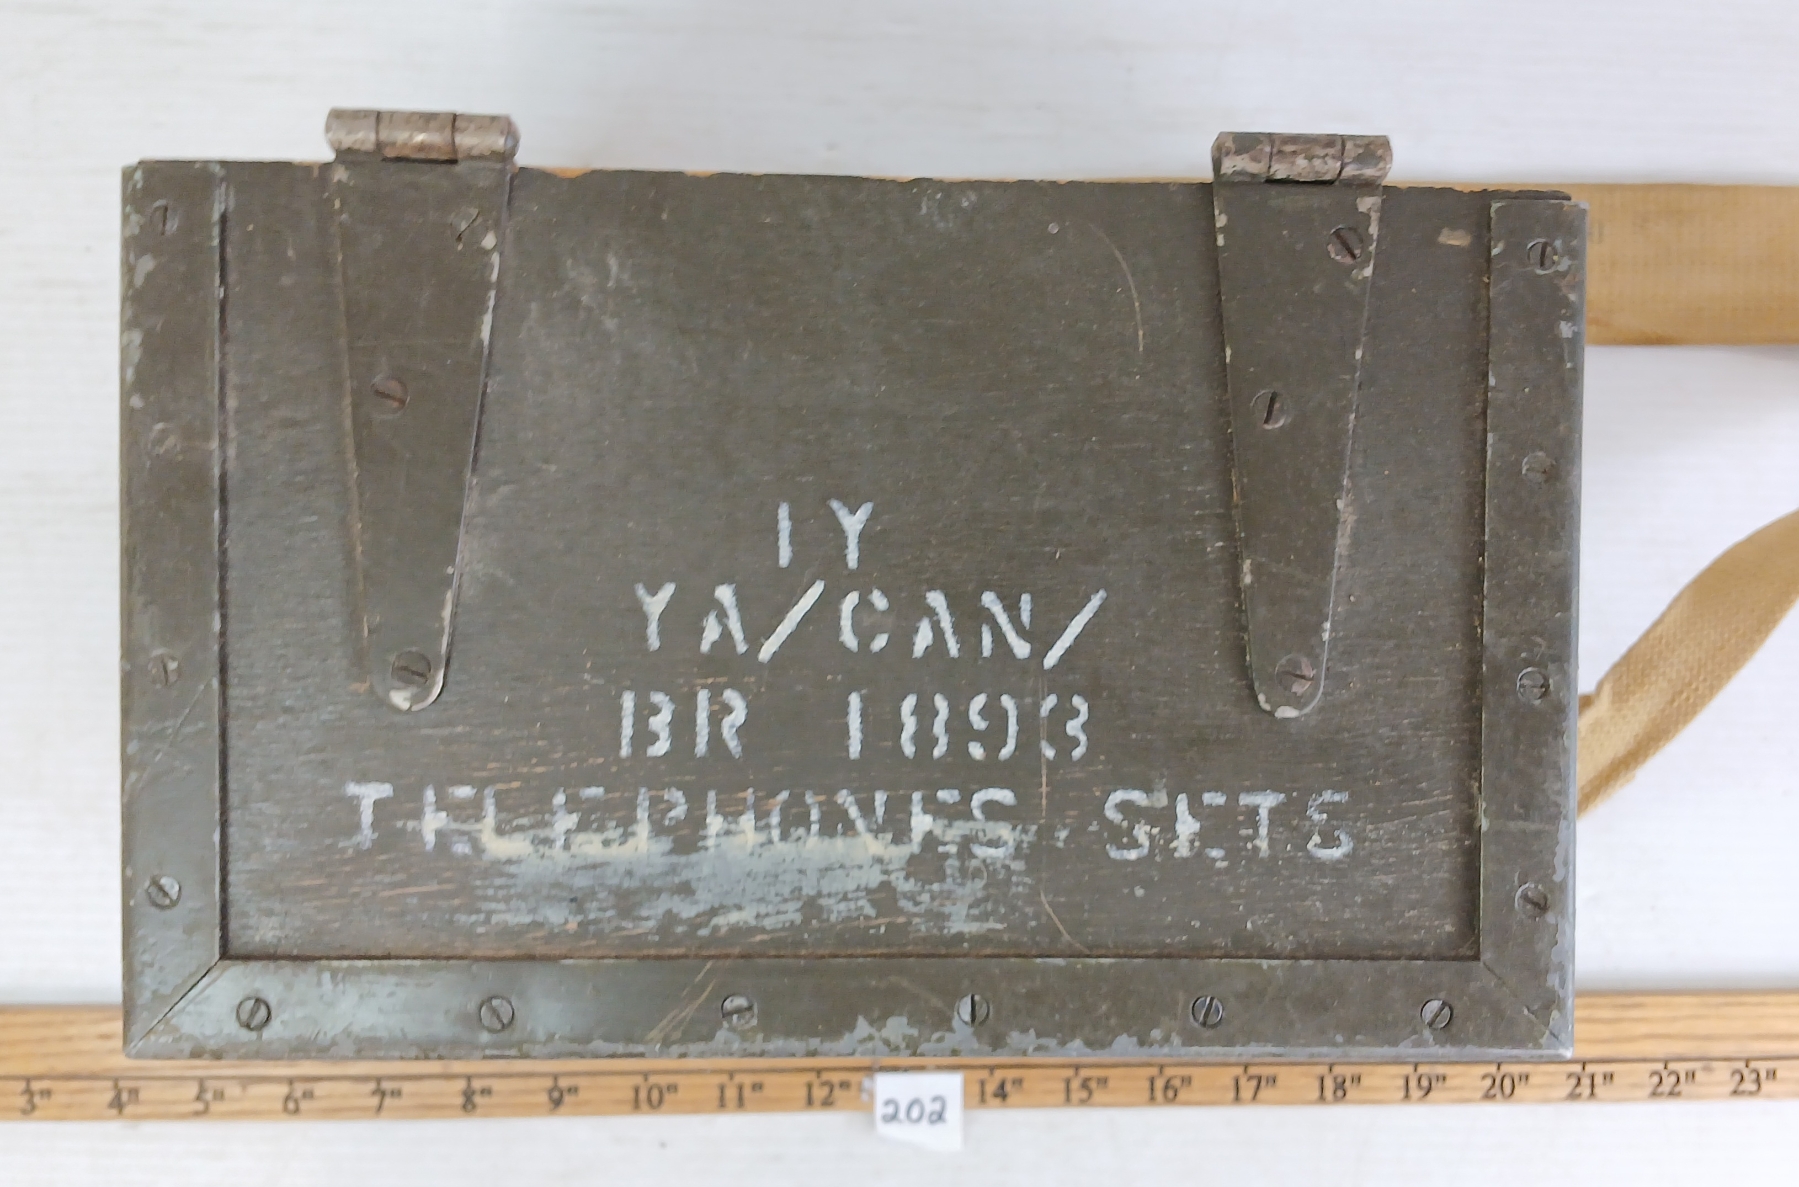 1Y
YA/CAN/
BR 1893
TELEPHONES SETS
3" 4" 5" 6" 7" 8" 9" 10" 11" 12" 14" 15" 16" 17" 18" 19" 20" 21" 22" 23"
202